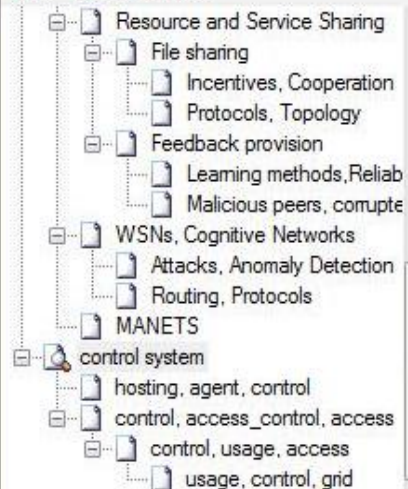 Resource and Service Sharing
File sharing
Incentives, Cooperation
Protocols, Topology
Feedback provision
Learning methods,Reliab
Malicious peers, corrupte
WSNs, Cognitive Networks
Attacks, Anomaly Detection
Routing, Protocols
MANETS
control system
hosting, agent, control
control, access_control, access
control, usage, access
usage, control, grid